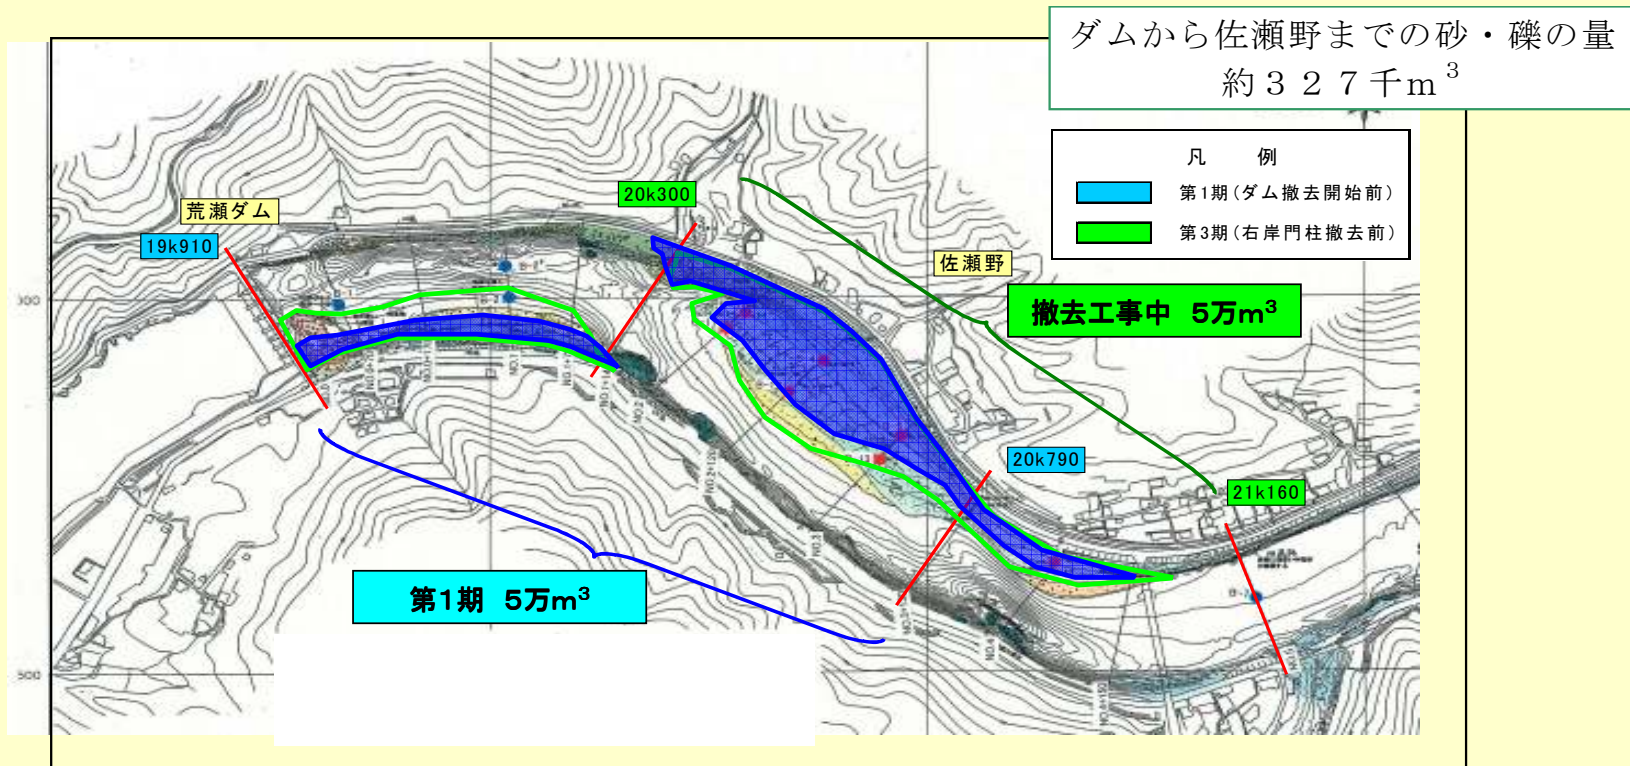 ダムから佐瀬野までの砂・礫の量
約３２７千m³
凡 例
第1期(ダム撤去開始前)
第3期(右岸門柱撤去前)
荒瀬ダム
19k910
20k300
佐瀬野
撤去工事中 5万m³
20k790
21k160
第1期 5万m³